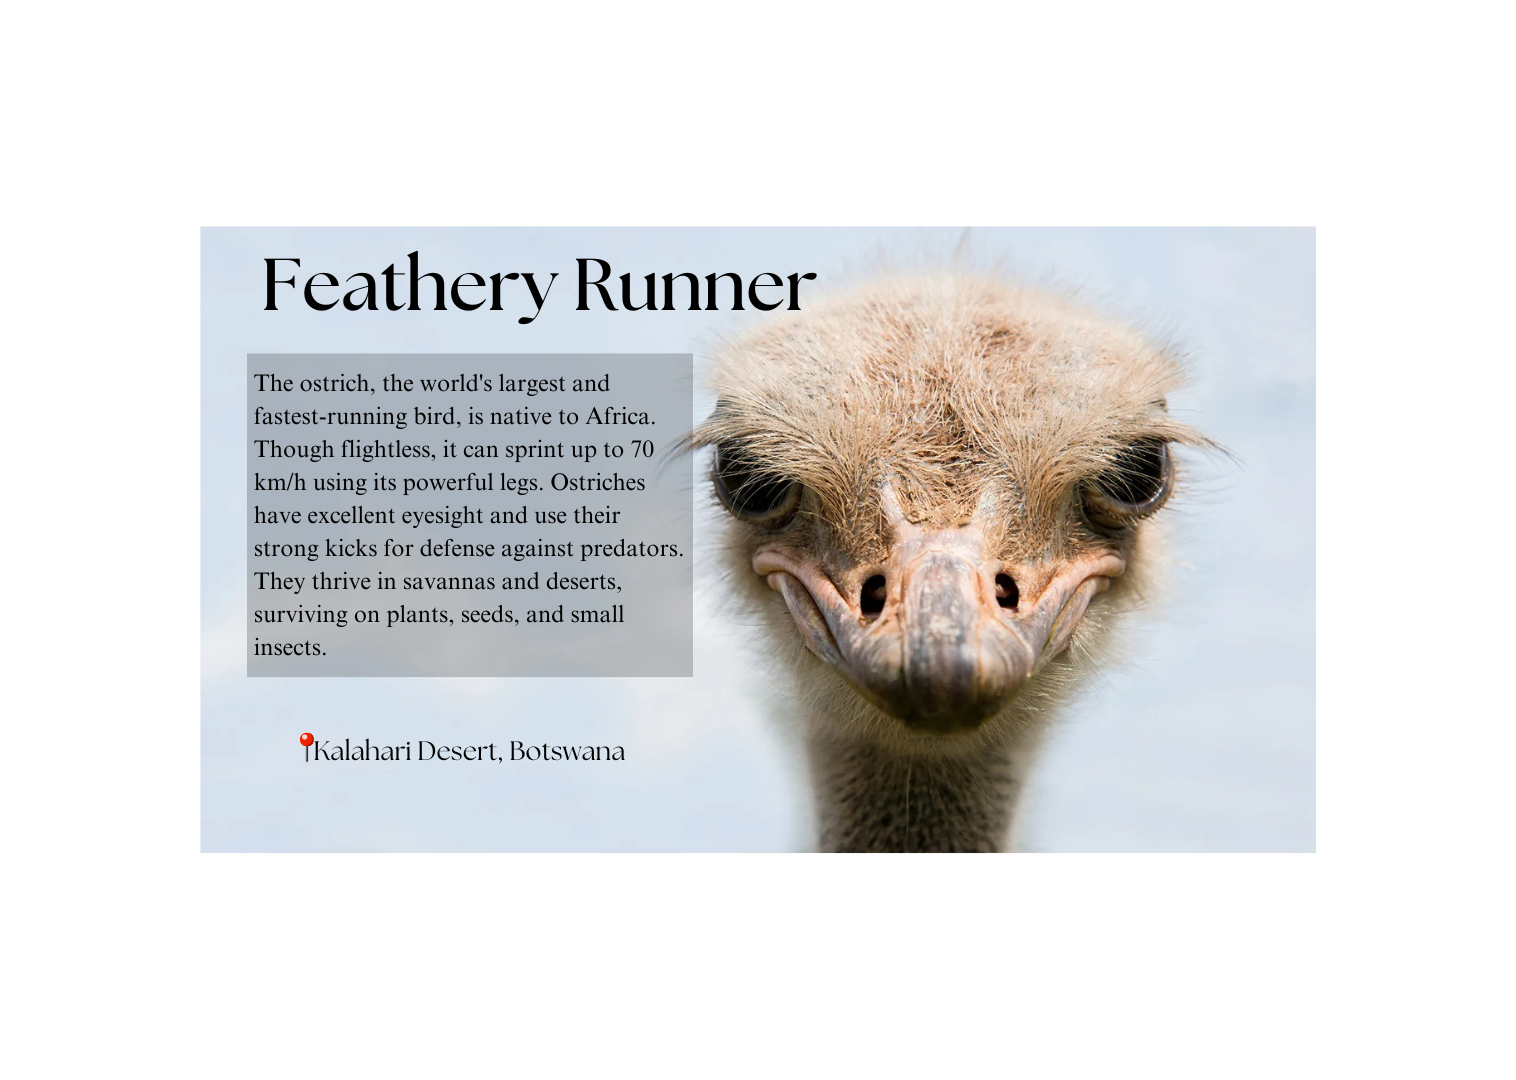 Feathery Runner
The ostrich, the world's largest and
fastest-running bird, is native to Africa.
Though flightless, it can sprint up to 70
km/h using its powerful legs. Ostriches
have excellent eyesight and use their
strong kicks for defense against predators.
They thrive in savannas and deserts,
surviving on plants, seeds, and small
insects.
📍Kalahari Desert, Botswana